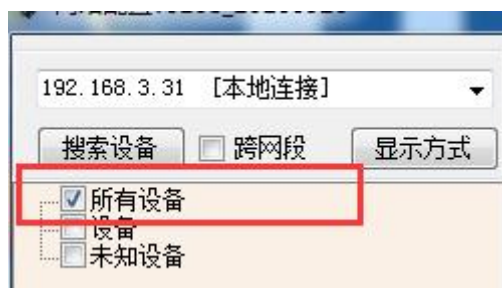 192.168.3.31 [本地连接]
搜索设备 跨网段 显示方式
所有设备
设备
未知设备